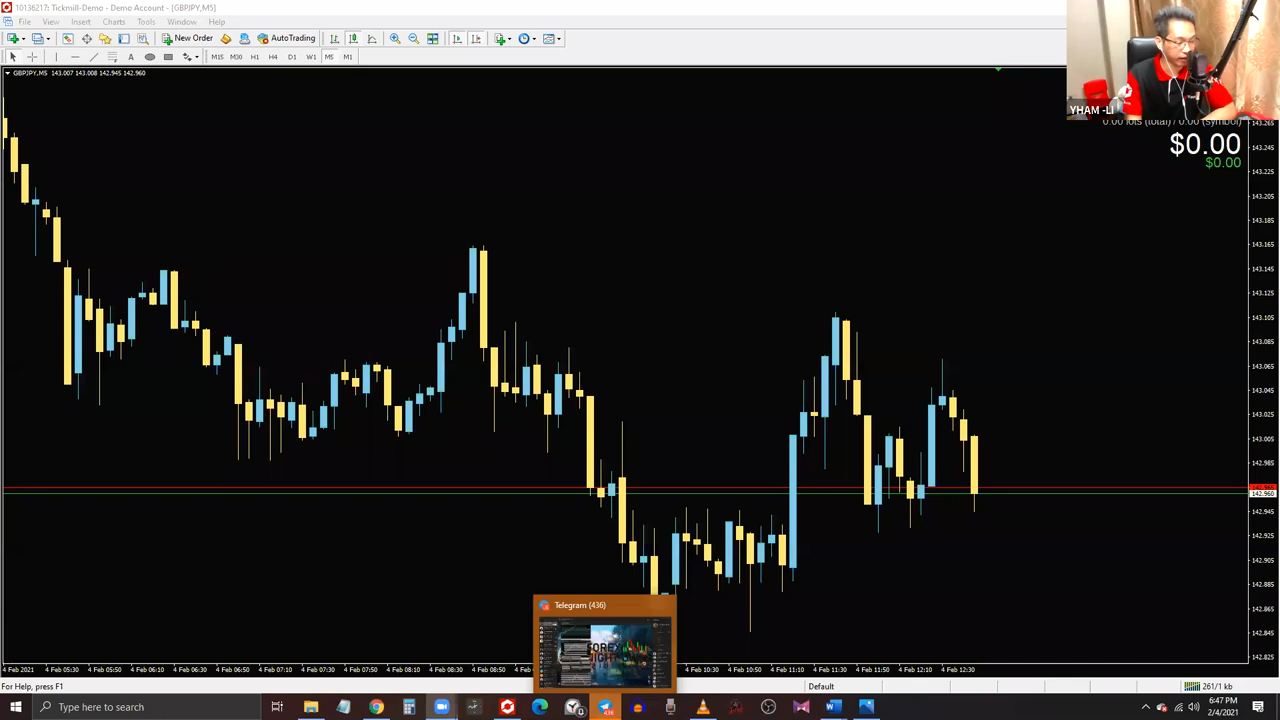 10136217: Tickmill-Demo - Demo Account - [GBPJPY,M5]
File View Insert Charts Tools Window Help
New Order AutoTrading
A M15 M30 H1 H4 D1 W1 M5 M1
GBPJPY,M5 143.007 143.008 142.945 142.960
YHAM -LI
0.00 lots (total) / 0.00 (symbol)
$0.00
$0.00
143.265
143.245
143.225
143.205
143.185
143.165
143.145
143.125
143.105
143.085
143.065
143.045
143.025
143.005
142.985
142.965
142.960
142.945
142.925
142.905
142.885
142.865
142.845
142.825
Telegram (436)
4 Feb 2021 4 Feb 05:30 4 Feb 05:50 4 Feb 06:10 4 Feb 06:30 4 Feb 06:50 4 Feb 07:10 4 Feb 07:30 4 Feb 07:50 4 Feb 08:10 4 Feb 08:30 4 Feb 08:50 4 Feb 10:30 4 Feb 10:50 4 Feb 11:10 4 Feb 11:30 4 Feb 11:50 4 Feb 12:10 4 Feb 12:30
For Help, press F1 Default 261/1 kb
Type here to search
436
6:47 PM
2/4/2021